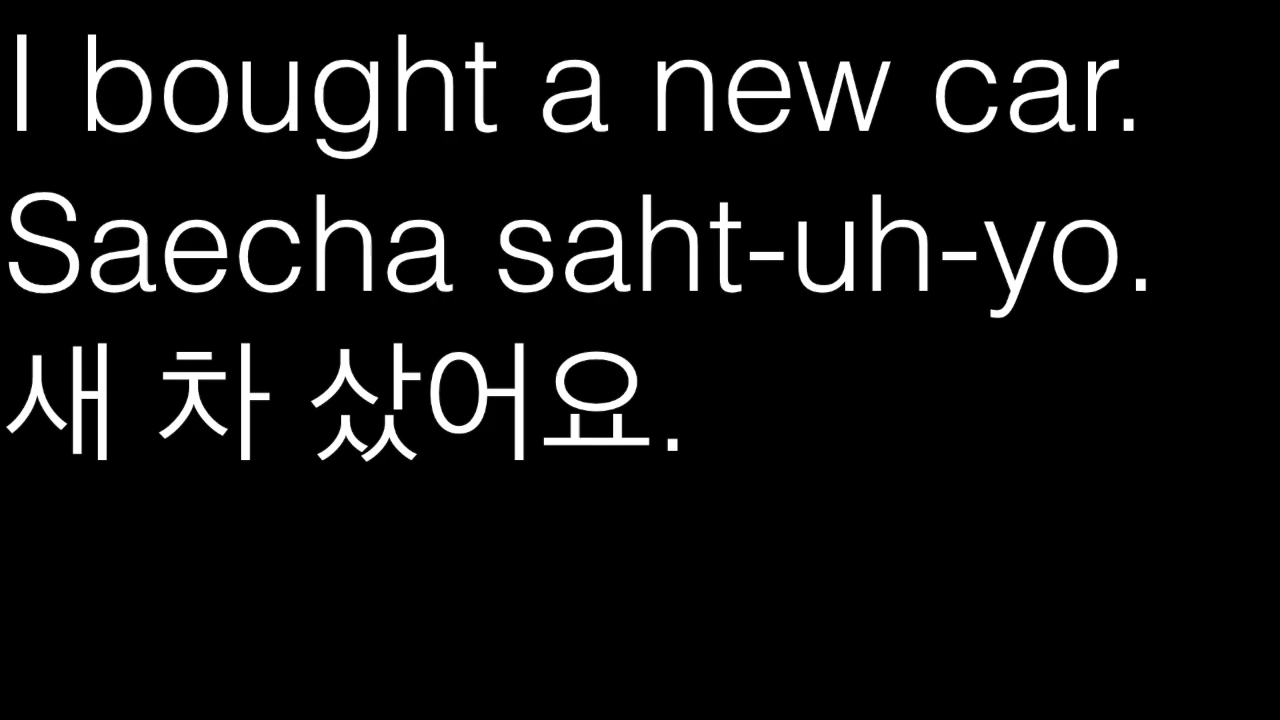 I bought a new car.
Saecha saht-uh-yo.
새 차 샀어요.